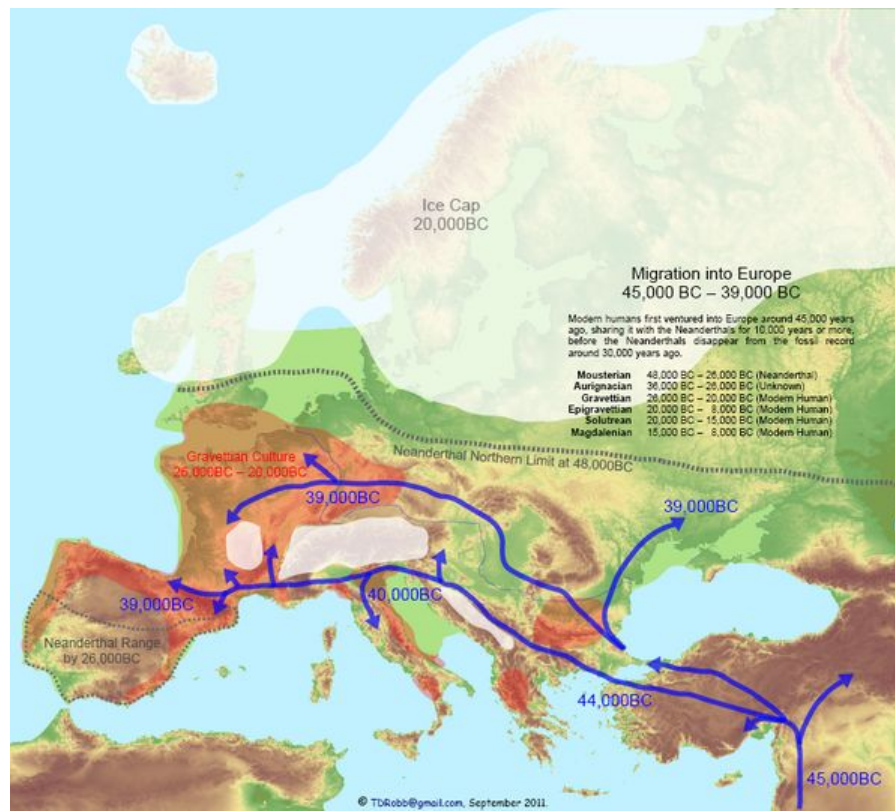 Ice Cap
20,000BC
Migration into Europe
45,000 BC – 39,000 BC
Modern humans first ventured into Europe around 45,000 years
ago, sharing it with the Neanderthals for 10,000 years or more,
before the Neanderthals disappear from the fossil record
around 30,000 years ago.
Mousterian 48,000 BC – 26,000 BC (Neanderthal)
Aurignacian 36,000 BC – 26,000 BC (Unknown)
Gravettian 26,000 BC – 20,000 BC (Modern Human)
Epigravettian 20,000 BC – 8,000 BC (Modern Human)
Solutrean 20,000 BC – 15,000 BC (Modern Human)
Magdalenian 15,000 BC – 8,000 BC (Modern Human)
Gravettian Culture
26,000BC – 20,000BC
Neanderthal Northern Limit at 48,000BC
39,000BC
39,000BC
39,000BC
40,000BC
Neanderthal Range
by 26,000BC
44,000BC
45,000BC
© TDRobb@gmail.com, September 2011.